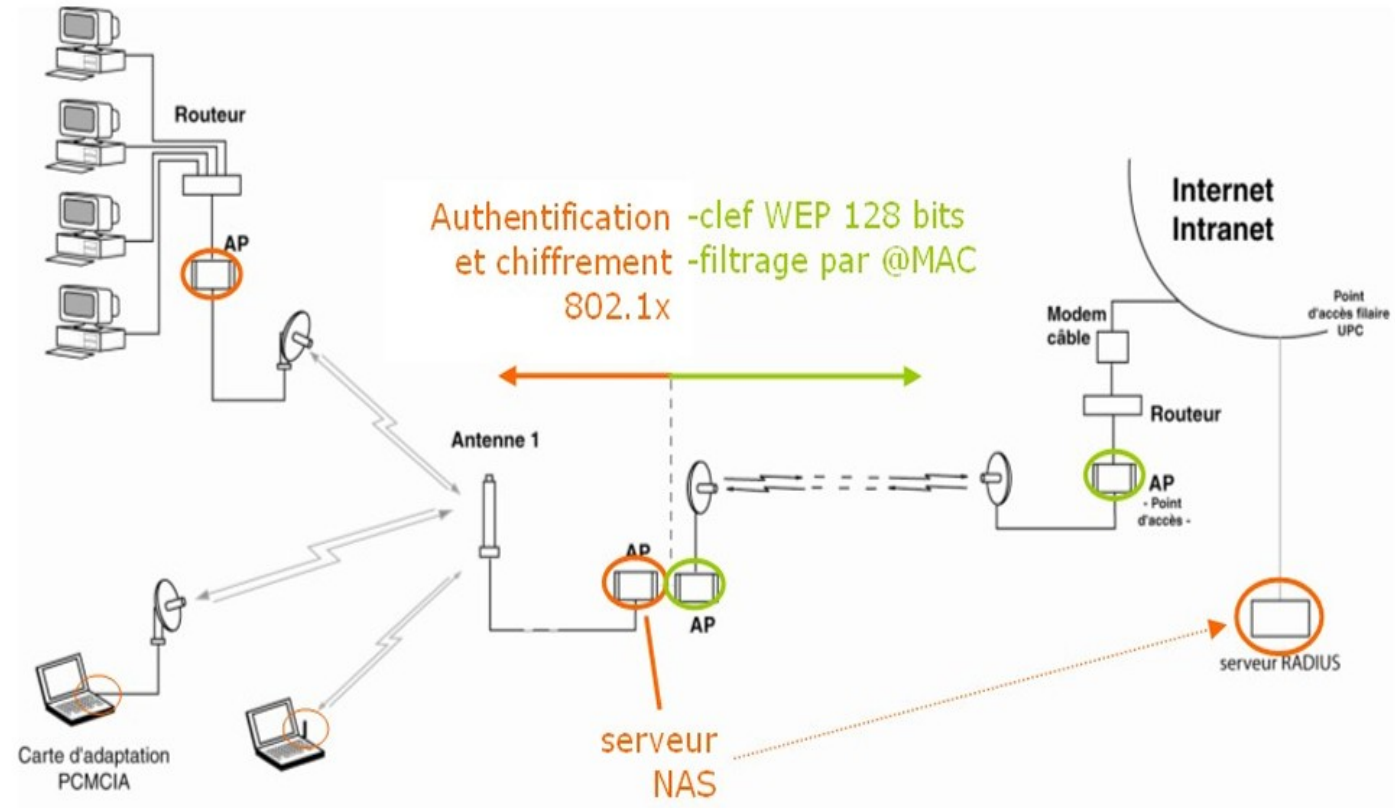 Routeur
AP
Authentification
et chiffrement
802.1x
-clef WEP 128 bits
-filtrage par @MAC
Internet
Intranet
Point
d'accès filaire
UPC
Modem
câble
Routeur
AP
- Point
d'accès -
Antenne 1
AP
AP
serveur RADIUS
serveur
NAS
Carte d'adaptation
PCMCIA